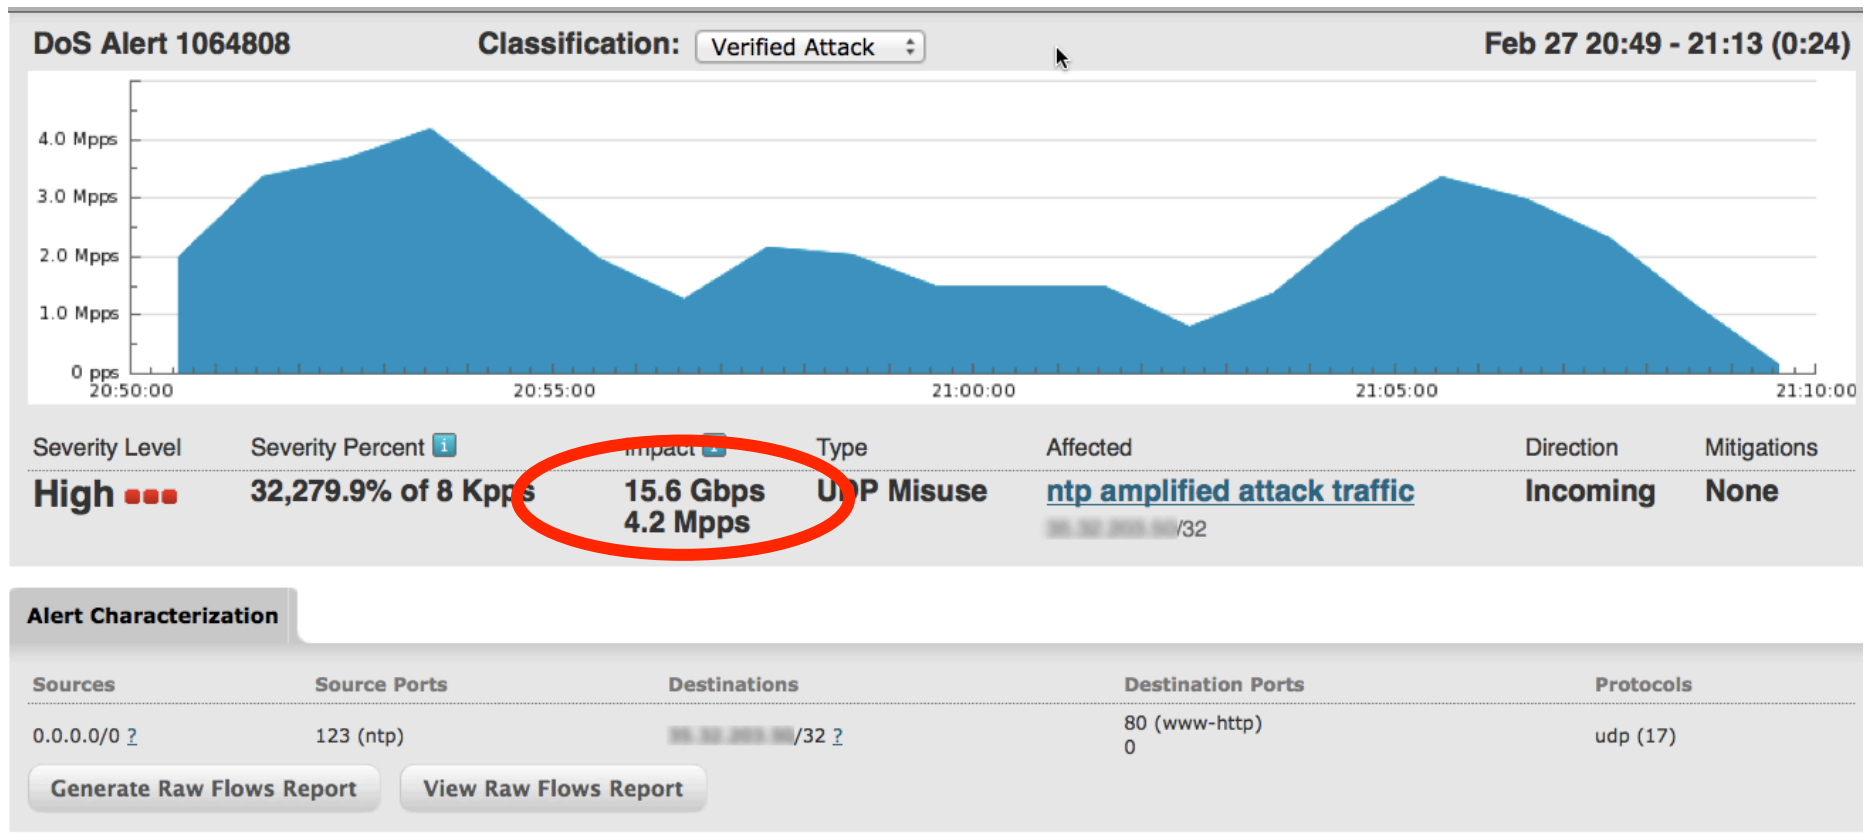 DoS Alert 1064808 Classification: Verified Attack Feb 27 20:49 - 21:13 (0:24)
4.0 Mpps
3.0 Mpps
2.0 Mpps
1.0 Mpps
0 pps
20:50:00 20:55:00 21:00:00 21:05:00 21:10:00
Severity Level Severity Percent i Impact i Type Affected Direction Mitigations
High 32,279.9% of 8 Kpps 15.6 Gbps UDP Misuse ntp amplified attack traffic Incoming None
4.2 Mpps /32
Alert Characterization
Sources Source Ports Destinations Destination Ports Protocols
0.0.0.0/0 ? 123 (ntp) /32 ? 80 (www-http) udp (17)
0
Generate Raw Flows Report View Raw Flows Report